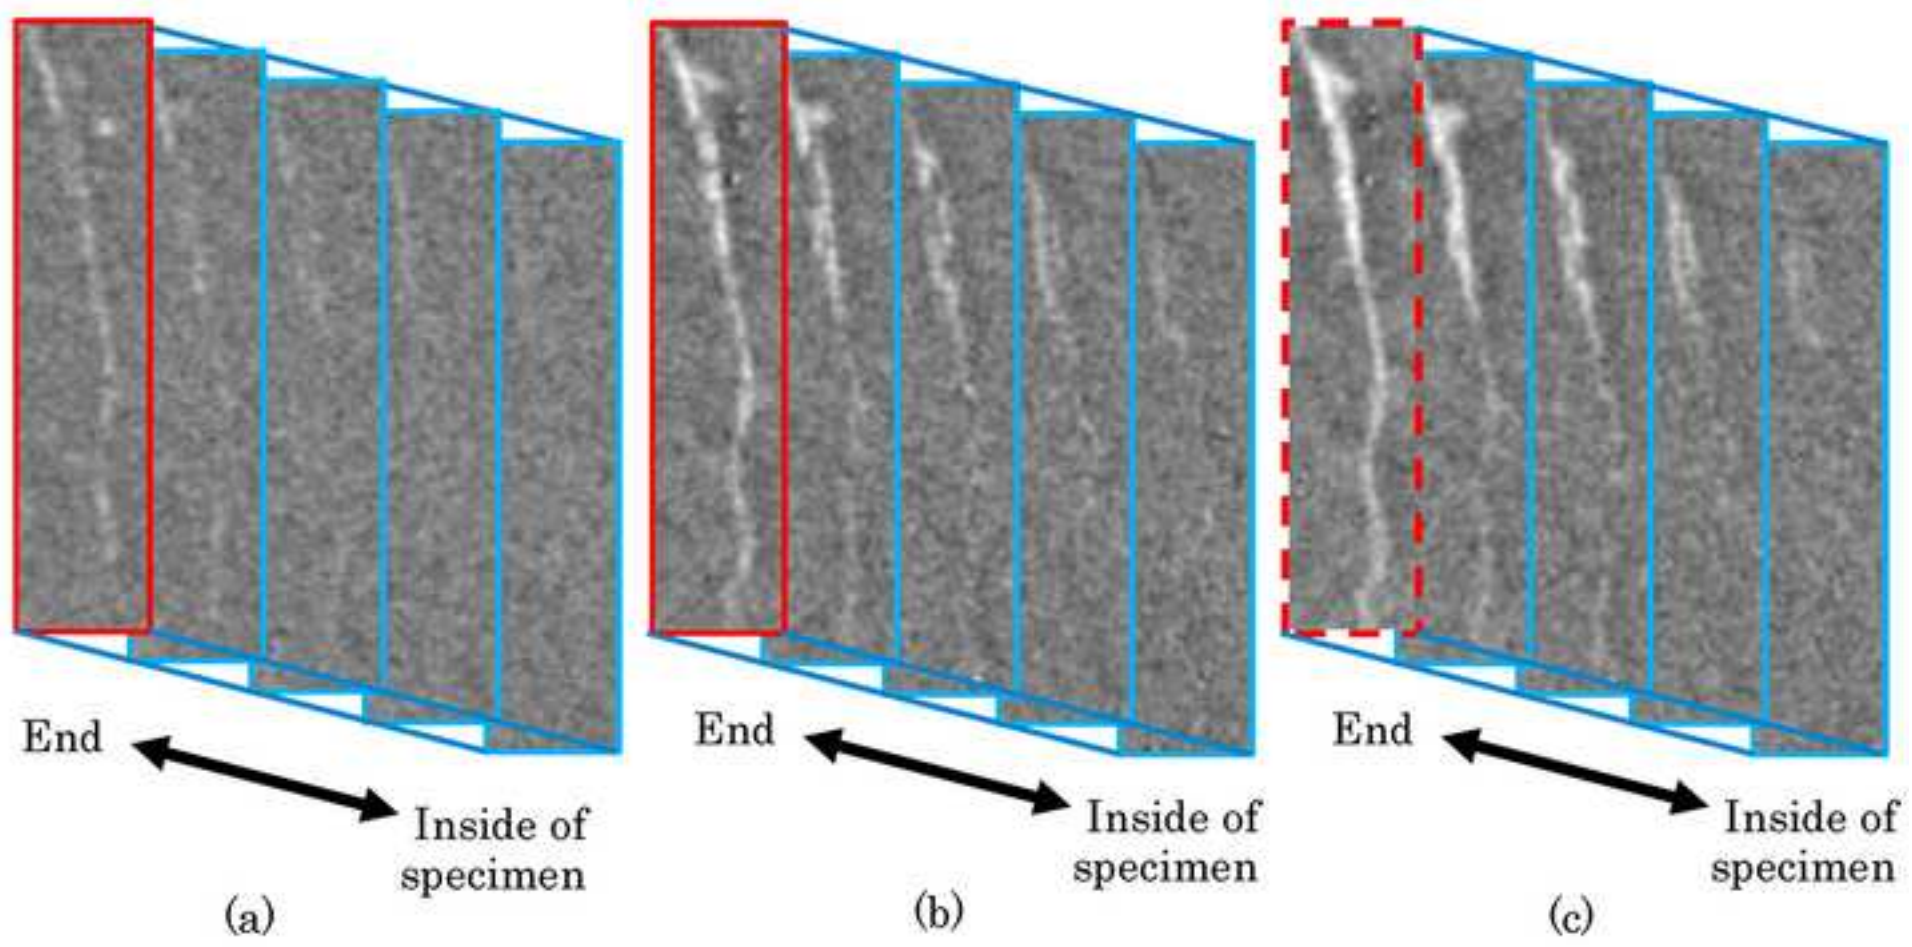 End
Inside of
specimen
(a)
End
Inside of
specimen
(b)
End
Inside of
specimen
(c)